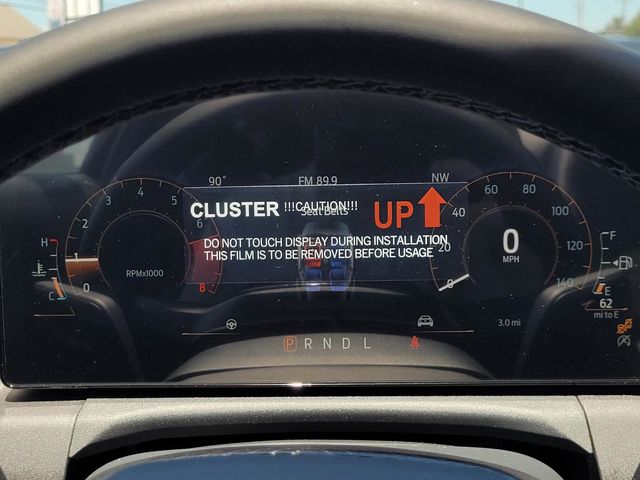 90°
FM 89.9
NW
CLUSTER !!!CAUTION!!! UP
Seat Belts
DO NOT TOUCH DISPLAY DURING INSTALLATION
THIS FILM IS TO BE REMOVED BEFORE USAGE
0 1 2 3 4 5 6 8
RPMx1000
H
C
0 20 40 60 80 100 120 140
0
MPH
F
E
62
mi to E
3.0 mi
P R N D L